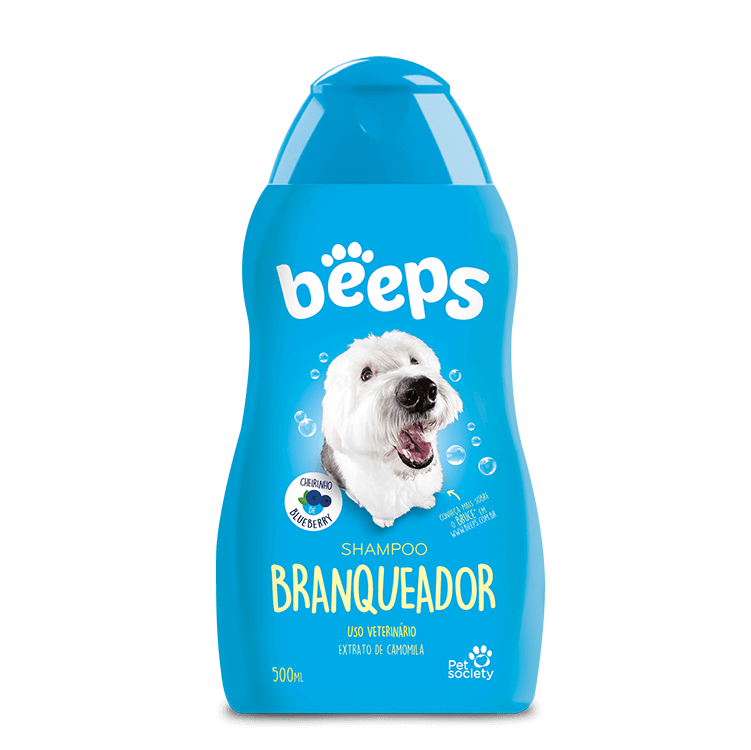 beeps
CHEIRINHO
DE
BLUEBERRY
CONHEÇA MAIS SOBRE
O "BRUCE" EM
WWW.BEEPS.COM.BR
SHAMPOO
BRANQUEADOR
USO VETERINÁRIO
EXTRATO DE CAMOMILA
500ML
Pet
society